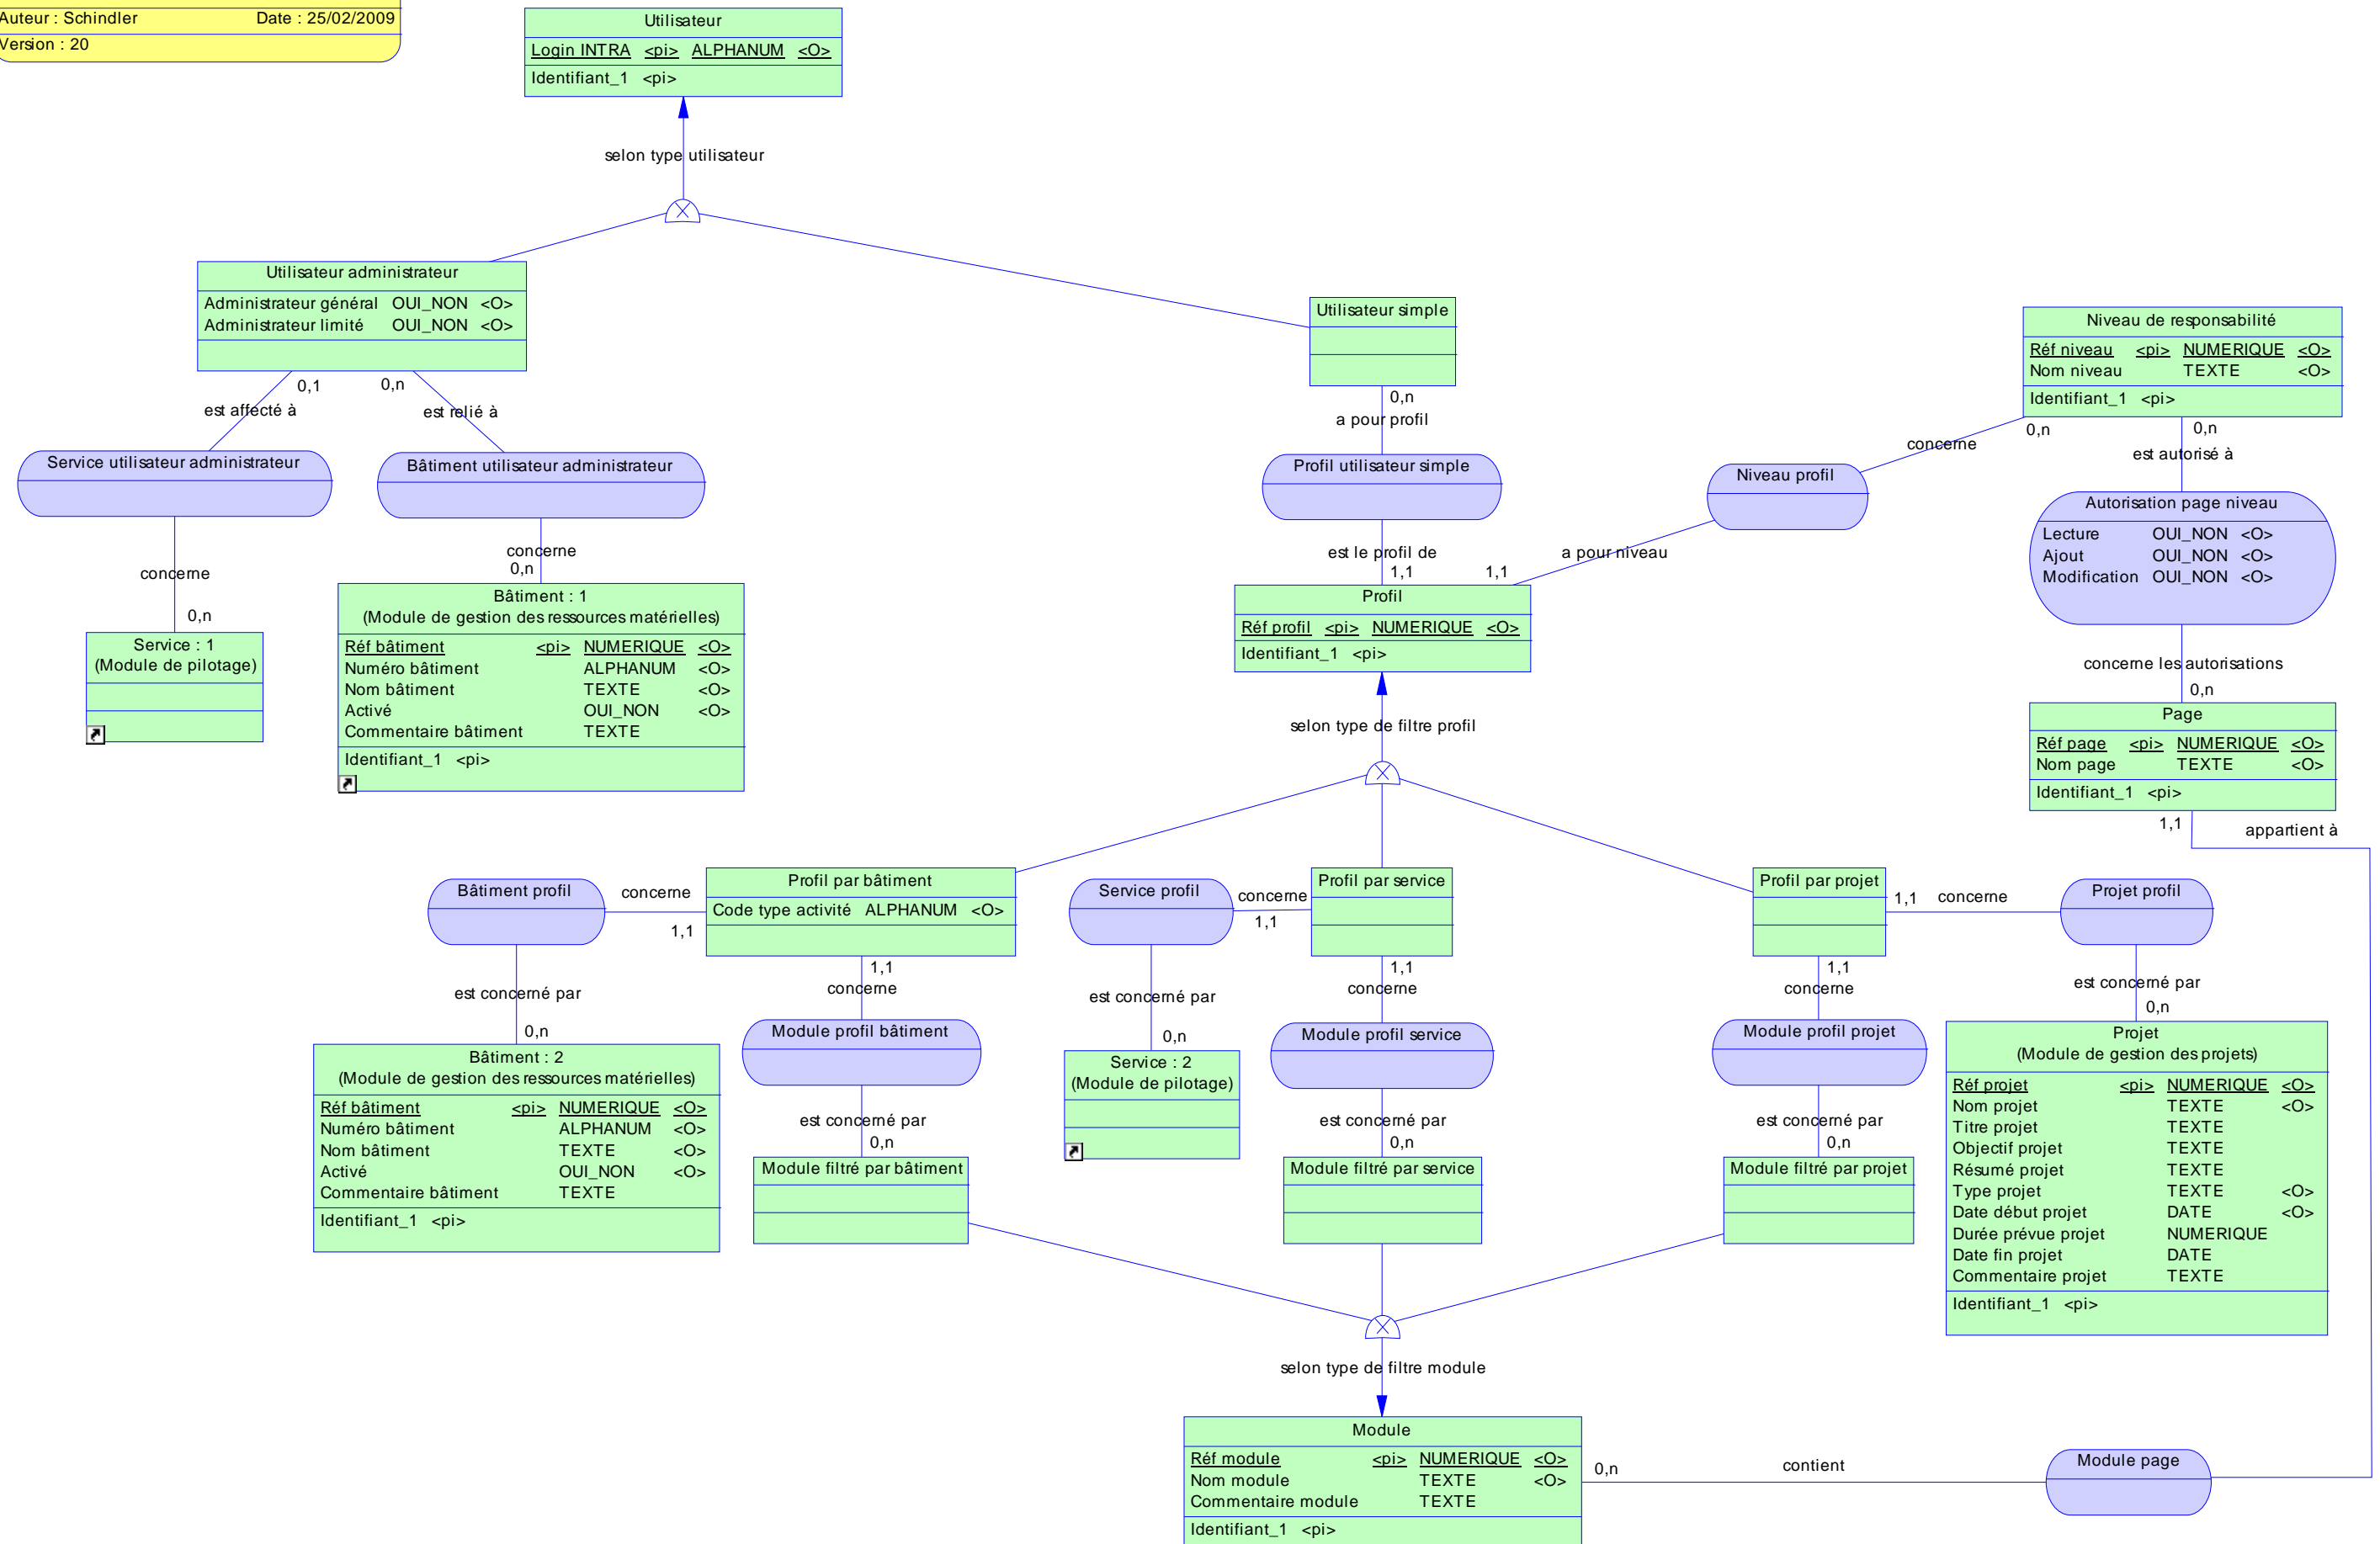 Auteur : Schindler Date : 25/02/2009
Version : 20
Utilisateur
Login INTRA <pi> ALPHANUM <O>
Identifiant_1 <pi>
selon type utilisateur
Utilisateur administrateur
Administrateur général OUI_NON <O>
Administrateur limité OUI_NON <O>
0,1
0,n
est affecté à
est relié à
Service utilisateur administrateur
Bâtiment utilisateur administrateur
concerne
0,n
Service : 1
(Module de pilotage)
concerne
0,n
Bâtiment : 1
(Module de gestion des ressources matérielles)
Réf bâtiment <pi> NUMERIQUE <O>
Numéro bâtiment ALPHANUM <O>
Nom bâtiment TEXTE <O>
Activé OUI_NON <O>
Commentaire bâtiment TEXTE
Identifiant_1 <pi>
Utilisateur simple
0,n
a pour profil
Profil utilisateur simple
est le profil de
1,1
Profil
Réf profil <pi> NUMERIQUE <O>
Identifiant_1 <pi>
1,1
a pour niveau
Niveau profil
concerne
0,n
Niveau de responsabilité
Réf niveau <pi> NUMERIQUE <O>
Nom niveau TEXTE <O>
Identifiant_1 <pi>
0,n
est autorisé à
Autorisation page niveau
Lecture OUI_NON <O>
Ajout OUI_NON <O>
Modification OUI_NON <O>
concerne les autorisations
0,n
Page
Réf page <pi> NUMERIQUE <O>
Nom page TEXTE <O>
Identifiant_1 <pi>
1,1
appartient à
selon type de filtre profil
Bâtiment profil
concerne
1,1
Profil par bâtiment
Code type activité ALPHANUM <O>
Service profil
concerne
1,1
Profil par service
Profil par projet
1,1
concerne
Projet profil
est concerné par
0,n
Bâtiment : 2
(Module de gestion des ressources matérielles)
Réf bâtiment <pi> NUMERIQUE <O>
Numéro bâtiment ALPHANUM <O>
Nom bâtiment TEXTE <O>
Activé OUI_NON <O>
Commentaire bâtiment TEXTE
Identifiant_1 <pi>
1,1
concerne
Module profil bâtiment
est concerné par
0,n
Module filtré par bâtiment
est concerné par
0,n
Service : 2
(Module de pilotage)
1,1
concerne
Module profil service
est concerné par
0,n
Module filtré par service
1,1
concerne
Module profil projet
est concerné par
0,n
Module filtré par projet
est concerné par
0,n
Projet
(Module de gestion des projets)
Réf projet <pi> NUMERIQUE <O>
Nom projet TEXTE <O>
Titre projet TEXTE
Objectif projet TEXTE
Résumé projet TEXTE
Type projet TEXTE <O>
Date début projet DATE <O>
Durée prévue projet NUMERIQUE
Date fin projet DATE
Commentaire projet TEXTE
Identifiant_1 <pi>
selon type de filtre module
Module
Réf module <pi> NUMERIQUE <O>
Nom module TEXTE <O>
Commentaire module TEXTE
Identifiant_1 <pi>
0,n
contient
Module page